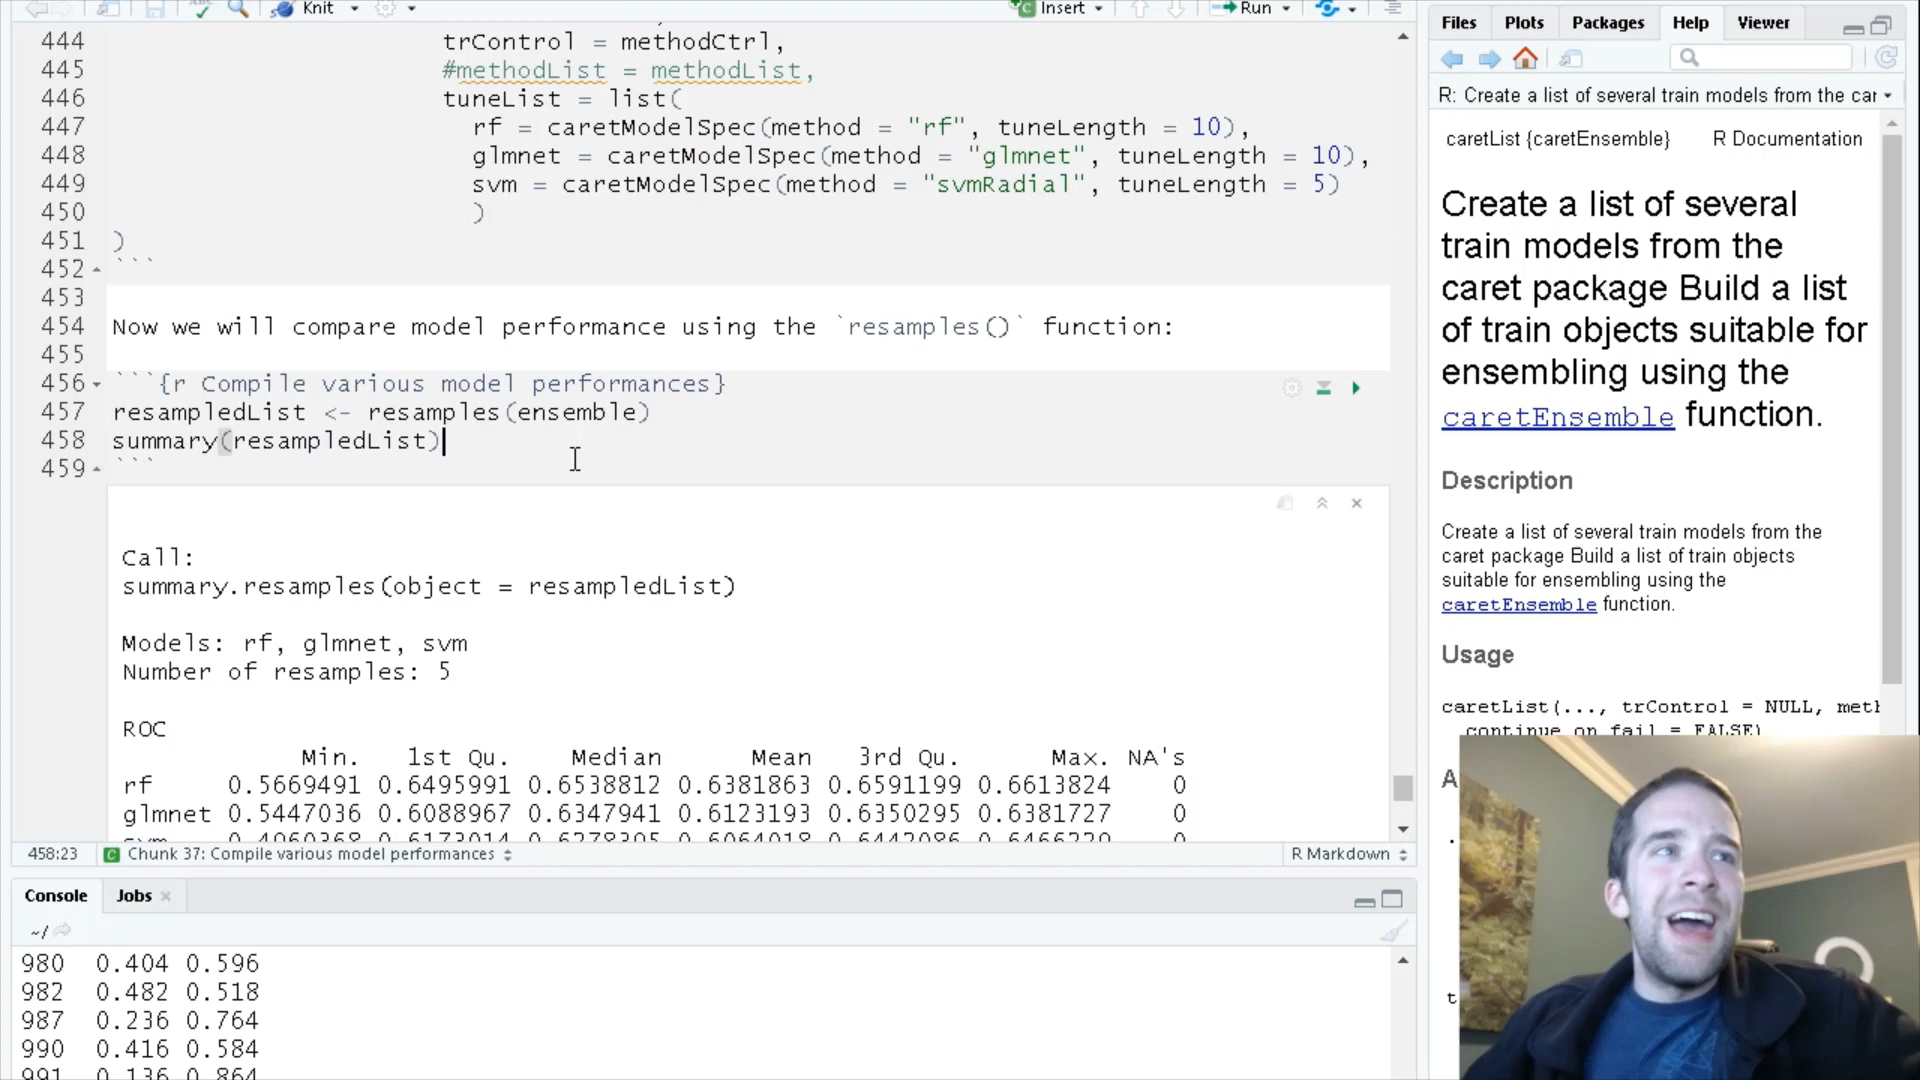 Knit
Insert
Run
444 trControl = methodCtrl,
445 #methodList = methodList,
446 tuneList = list(
447 rf = caretModelSpec(method = "rf", tuneLength = 10),
448 glmnet = caretModelSpec(method = "glmnet", tuneLength = 10),
449 svm = caretModelSpec(method = "svmRadial", tuneLength = 5)
450 )
451 )
452 ```
453
454 Now we will compare model performance using the `resamples()` function:
455
456 ```{r Compile various model performances}
457 resampledList <- resamples(ensemble)
458 summary(resampledList)
459 ```
Call:
summary.resamples(object = resampledList)
Models: rf, glmnet, svm
Number of resamples: 5
ROC
Min. 1st Qu. Median Mean 3rd Qu. Max. NA's
rf 0.5669491 0.6495991 0.6538812 0.6381863 0.6591199 0.6613824 0
glmnet 0.5447036 0.6088967 0.6347941 0.6123193 0.6350295 0.6381727 0
458:23 Chunk 37: Compile various model performances R Markdown
Console Jobs
~/
980 0.404 0.596
982 0.482 0.518
987 0.236 0.764
990 0.416 0.584
991 0.136 0.864
Files Plots Packages Help Viewer
R: Create a list of several train models from the car
caretList {caretEnsemble} R Documentation
Create a list of several
train models from the
caret package Build a list
of train objects suitable for
ensembling using the
caretEnsemble function.
Description
Create a list of several train models from the
caret package Build a list of train objects
suitable for ensembling using the
caretEnsemble function.
Usage
caretList(..., trControl = NULL, meth
continue_on_fail = FALSE)